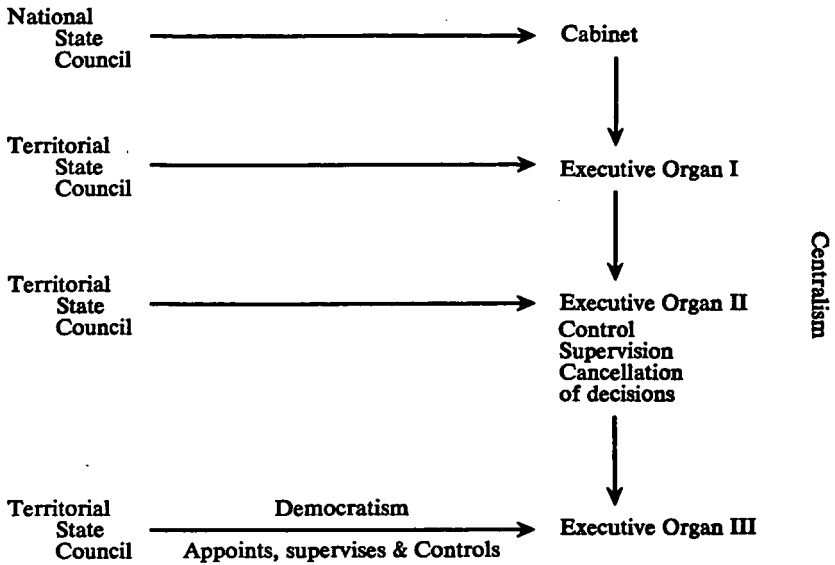 National
State
Council
Cabinet
Territorial
State
Council
Executive Organ I
Territorial
State
Council
Executive Organ II
Control
Supervision
Cancellation
of decisions
Centralism
Territorial
State
Council
Democratism
Appoints, supervises & Controls
Executive Organ III